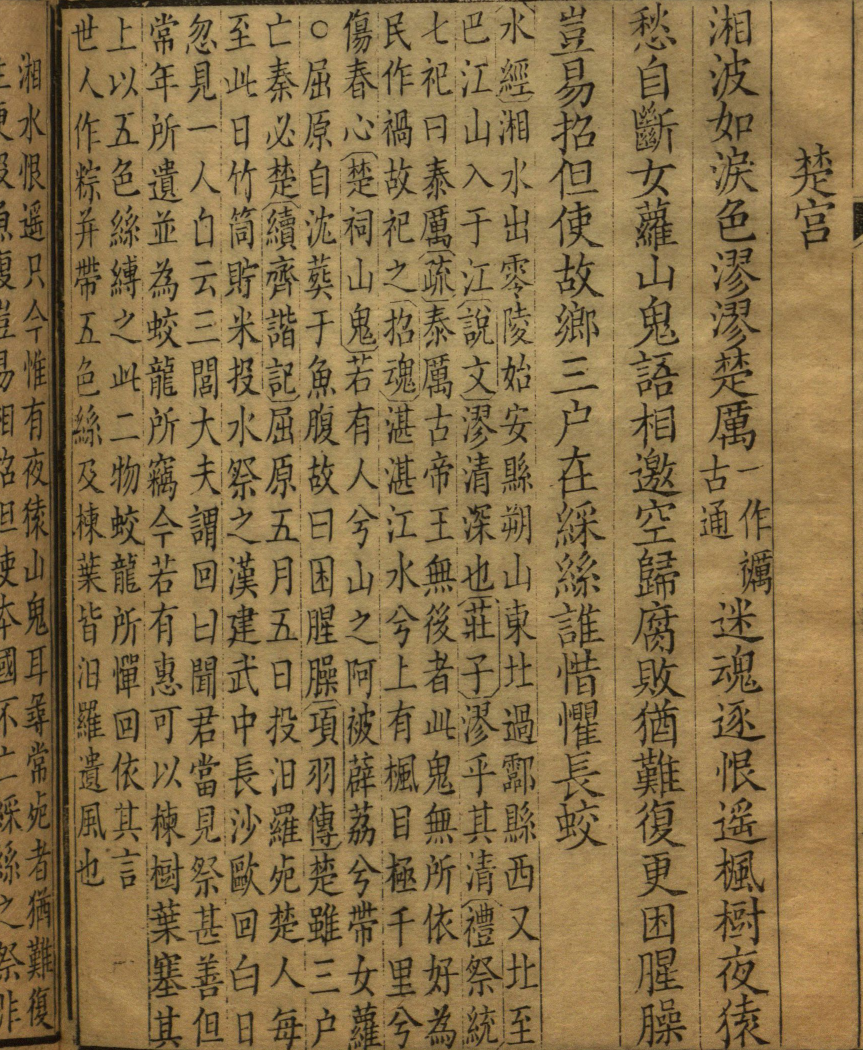 楚宮
湘波如淚色漻漻楚厲一作䄢古通迷魂逐恨遥楓樹夜猿
愁自斷女蘿山鬼語相邀空歸腐敗猶難復更困腥臊
豈易招但使故鄉三户在綵絲誰惜懼長蛟
水經湘水出零陵始安縣朔山東北過酃縣西又北至
巴江山入于江說文漻清深也莊子漻乎其清禮祭統
七祀曰泰厲疏泰厲古帝王無後者此鬼無所依好為
民作禍故祀之招魂湛湛江水兮上有楓目極千里兮
傷春心楚祠山鬼若有人兮山之阿被薜荔兮帶女蘿
○屈原自沈葬于魚腹故曰困腥臊項羽傳楚雖三户
亡秦必楚續齊諧記屈原五月五日投汨羅死楚人每
至此日竹筒貯米投水祭之漢建武中長沙歐回白日
忽見一人自云三閭大夫謂回曰聞君當見祭甚善但
常年所遺並為蛟龍所竊今若有惠可以楝樹葉塞其
上以五色絲縛之此二物蛟龍所憚回依其言
世人作粽并帶五色絲及楝葉皆汨羅遺風也
湘水恨遥只今惟有夜猿山鬼耳尋常死者猶難復
豈易相招但使本國不亡綵絲之祭非